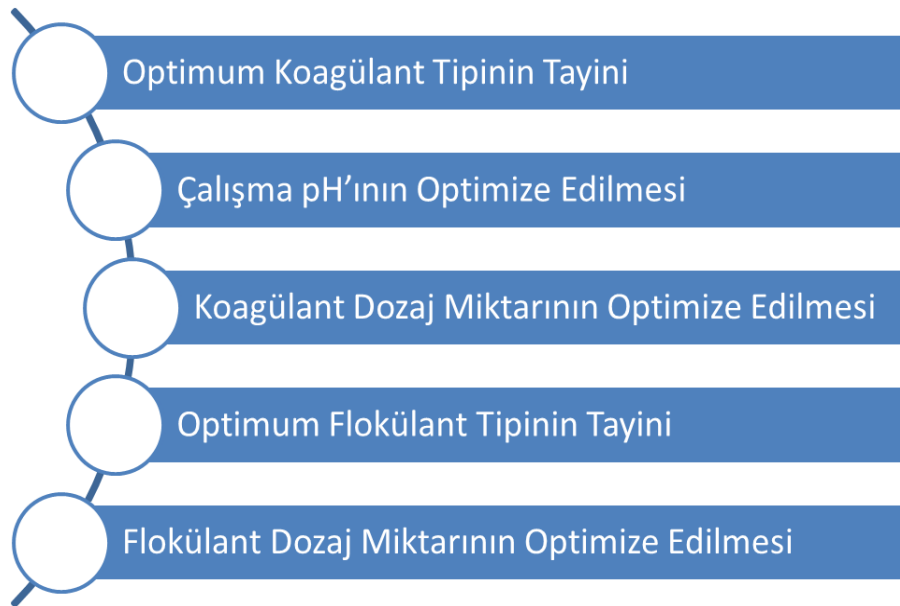 Optimum Koagülant Tipinin Tayini
Çalışma pH’ının Optimize Edilmesi
Koagülant Dozaj Miktarının Optimize Edilmesi
Optimum Flokülant Tipinin Tayini
Flokülant Dozaj Miktarının Optimize Edilmesi